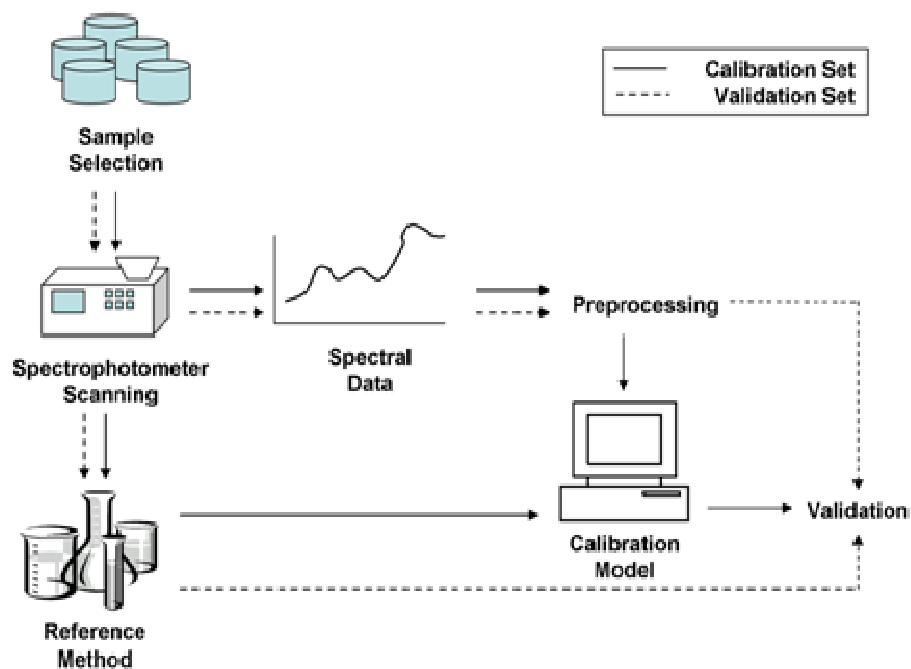 Calibration Set
Validation Set
Sample
Selection
Spectrophotometer
Scanning
Spectral
Data
Preprocessing
Calibration
Model
Validation
Reference
Method